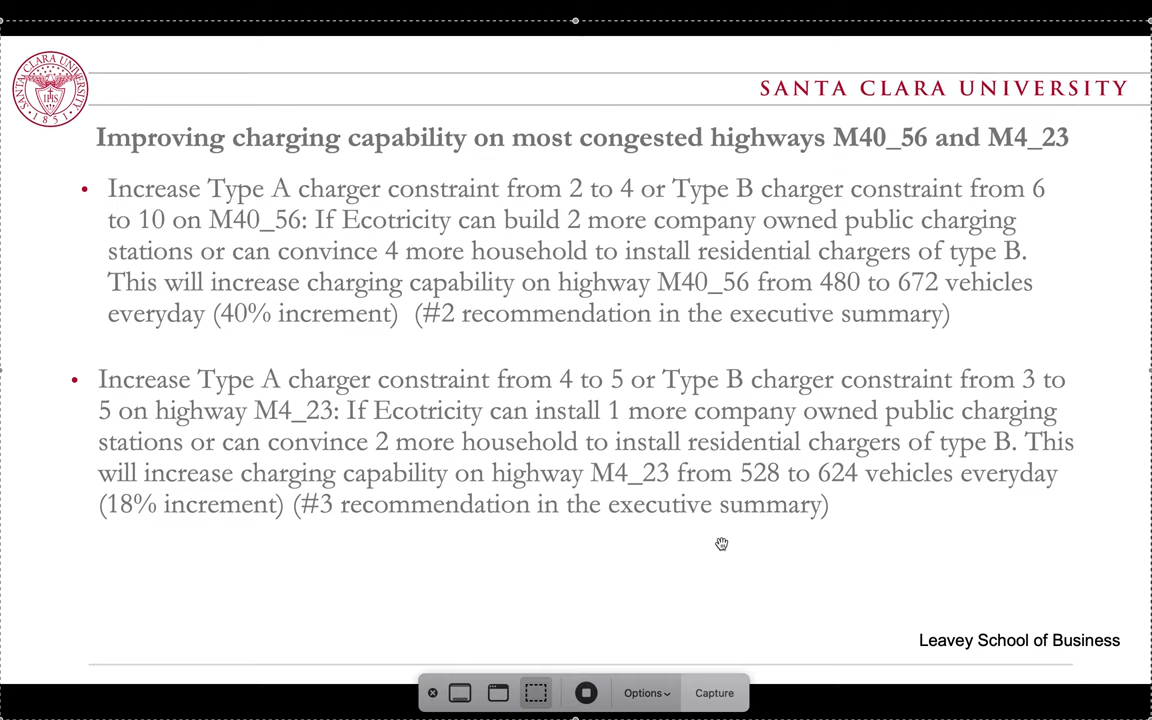 SANTA CLARA UNIVERSITY
Improving charging capability on most congested highways M40_56 and M4_23
• Increase Type A charger constraint from 2 to 4 or Type B charger constraint from 6
to 10 on M40_56: If Ecotricity can build 2 more company owned public charging
stations or can convince 4 more household to install residential chargers of type B.
This will increase charging capability on highway M40_56 from 480 to 672 vehicles
everyday (40% increment) (#2 recommendation in the executive summary)
• Increase Type A charger constraint from 4 to 5 or Type B charger constraint from 3 to
5 on highway M4_23: If Ecotricity can install 1 more company owned public charging
stations or can convince 2 more household to install residential chargers of type B. This
will increase charging capability on highway M4_23 from 528 to 624 vehicles everyday
(18% increment) (#3 recommendation in the executive summary)
Leavey School of Business
Options
Capture